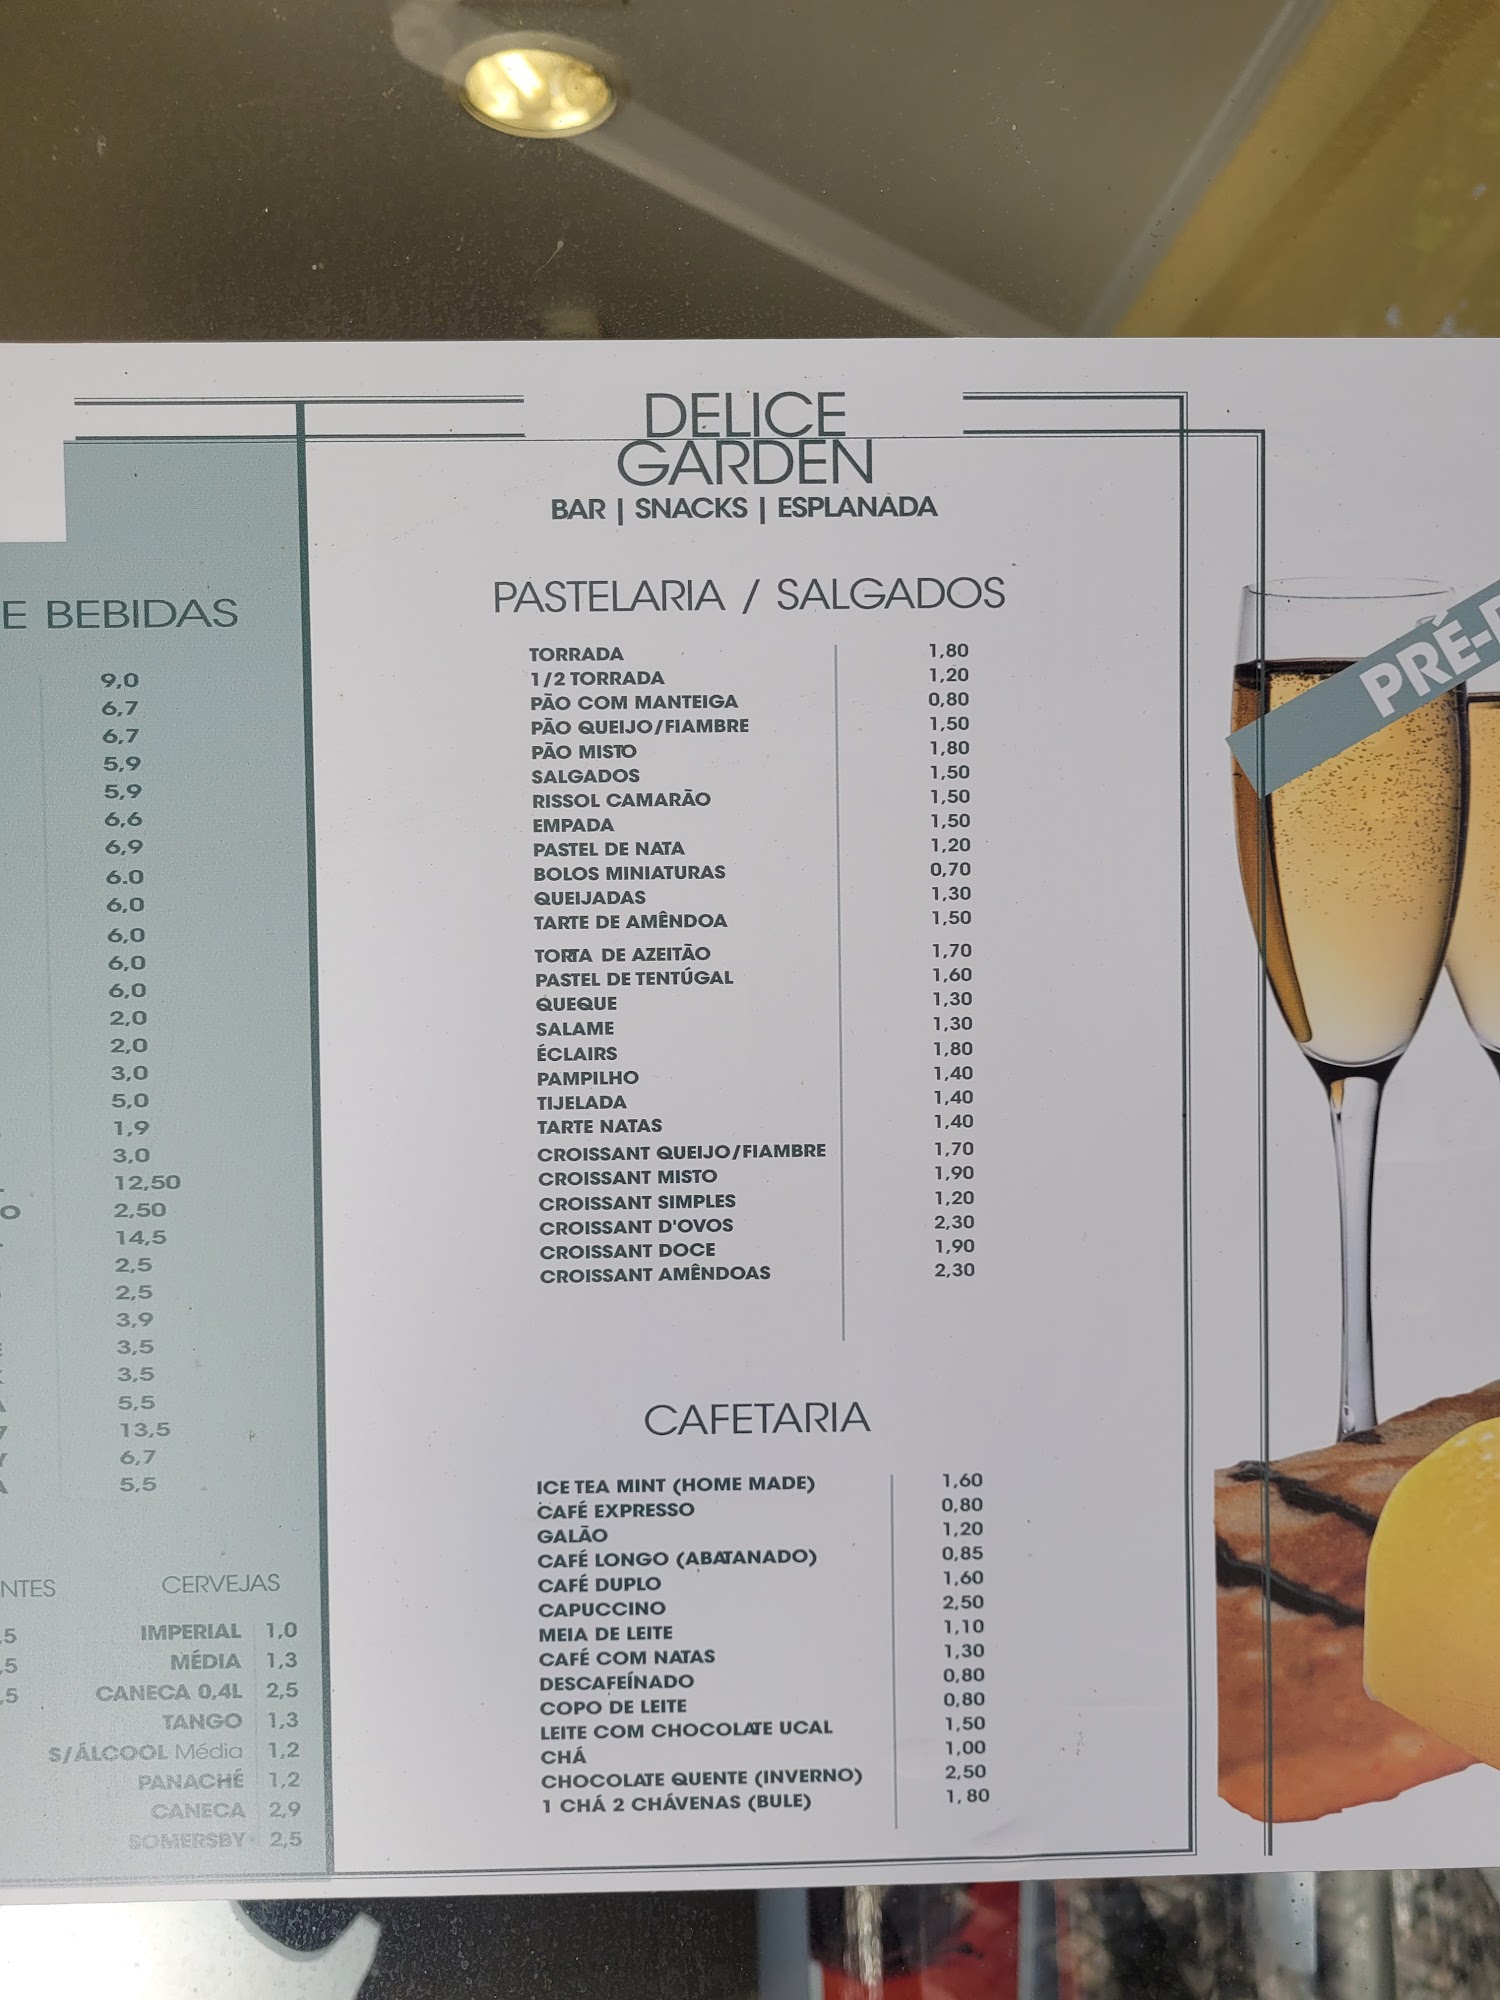 DELICE
GARDEN
BAR | SNACKS | ESPLANADA
E BEBIDAS
9,0
6,7
6,7
5,9
5,9
6,6
6,9
6.0
6,0
6,0
6,0
6,0
2,0
2,0
3,0
5,0
1,9
3,0
12,50
O 2,50
14,5
2,5
2,5
3,9
3,5
3,5
5,5
13,5
Y 6,7
A 5,5
NTES
,5
,5
,5
CERVEJAS
IMPERIAL 1,0
MÉDIA 1,3
CANECA 0,4L 2,5
TANGO 1,3
S/ÁLCOOL Média 1,2
PANACHÉ 1,2
CANECA 2,9
SOMERSBY 2,5
PASTELARIA / SALGADOS
TORRADA 1,80
1/2 TORRADA 1,20
PÃO COM MANTEIGA 0,80
PÃO QUEIJO/FIAMBRE 1,50
PÃO MISTO 1,80
SALGADOS 1,50
RISSOL CAMARÃO 1,50
EMPADA 1,50
PASTEL DE NATA 1,20
BOLOS MINIATURAS 0,70
QUEIJADAS 1,30
TARTE DE AMÊNDOA 1,50
TORTA DE AZEITÃO 1,70
PASTEL DE TENTÚGAL 1,60
QUEQUE 1,30
SALAME 1,30
ÉCLAIRS 1,80
PAMPILHO 1,40
TIJELADA 1,40
TARTE NATAS 1,40
CROISSANT QUEIJO/FIAMBRE 1,70
CROISSANT MISTO 1,90
CROISSANT SIMPLES 1,20
CROISSANT D'OVOS 2,30
CROISSANT DOCE 1,90
CROISSANT AMÊNDOAS 2,30
CAFETARIA
ICE TEA MINT (HOME MADE) 1,60
CAFÉ EXPRESSO 0,80
GALÃO 1,20
CAFÉ LONGO (ABATANADO) 0,85
CAFÉ DUPLO 1,60
CAPUCCINO 2,50
MEIA DE LEITE 1,10
CAFÉ COM NATAS 1,30
DESCAFEÍNADO 0,80
COPO DE LEITE 0,80
LEITE COM CHOCOLATE UCAL 1,50
CHÁ 1,00
CHOCOLATE QUENTE (INVERNO) 2,50
1 CHÁ 2 CHÁVENAS (BULE) 1, 80
PRÉ-